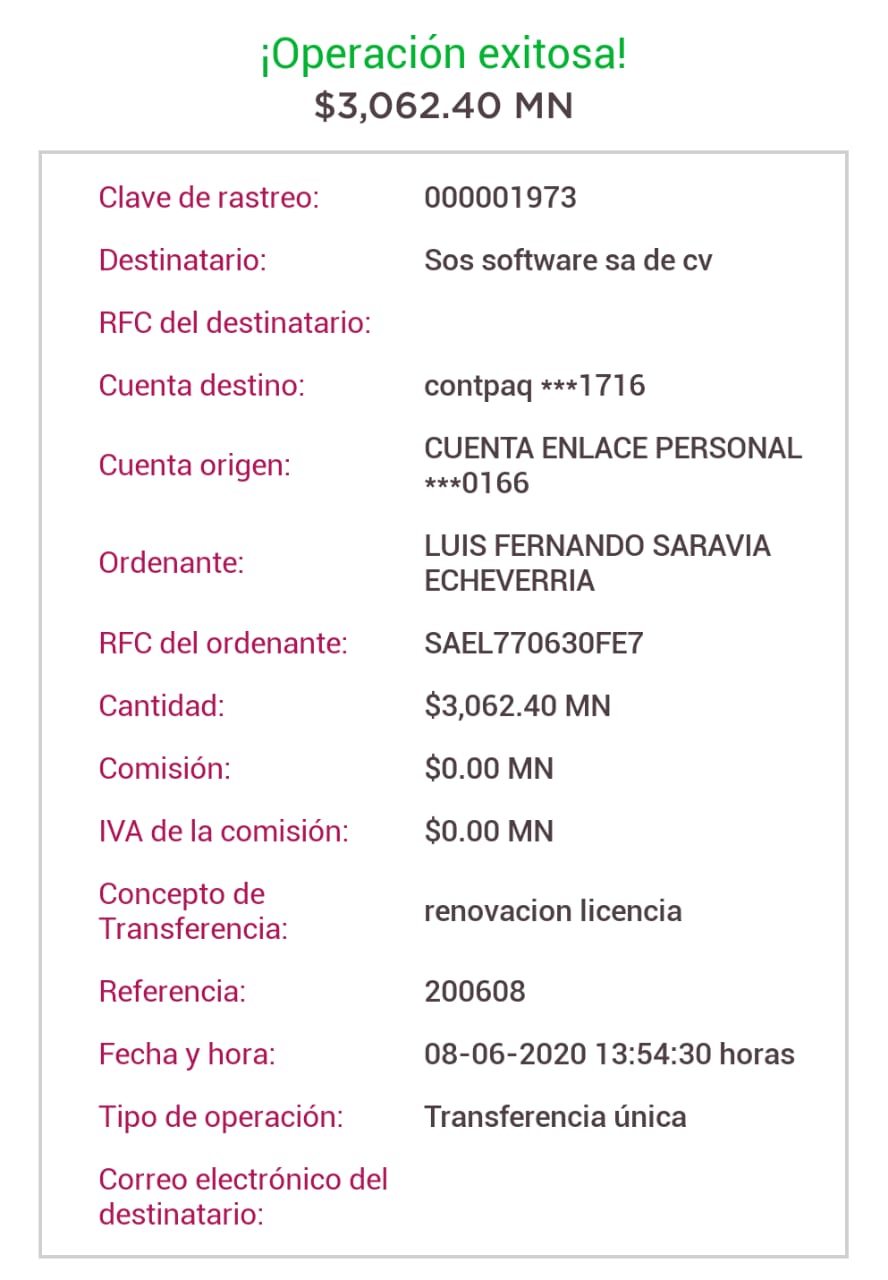 ¡Operación exitosa!
$3,062.40 MN
Clave de rastreo: 000001973
Destinatario: Sos software sa de cv
RFC del destinatario:
Cuenta destino: contpaq ***1716
Cuenta origen: CUENTA ENLACE PERSONAL
***0166
Ordenante: LUIS FERNANDO SARAVIA
ECHEVERRIA
RFC del ordenante: SAEL770630FE7
Cantidad: $3,062.40 MN
Comisión: $0.00 MN
IVA de la comisión: $0.00 MN
Concepto de
Transferencia: renovacion licencia
Referencia: 200608
Fecha y hora: 08-06-2020 13:54:30 horas
Tipo de operación: Transferencia única
Correo electrónico del
destinatario: